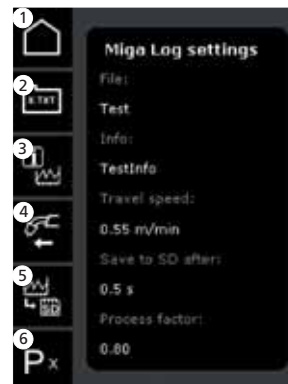 1
Miga Log settings
File:
2
X.TXT
Test
Info:
3
TestInfo
Travel speed:
4
0.55 m/min
Save to SD after:
5
0.5 s
SD
Process factor:
6
Px
0.80